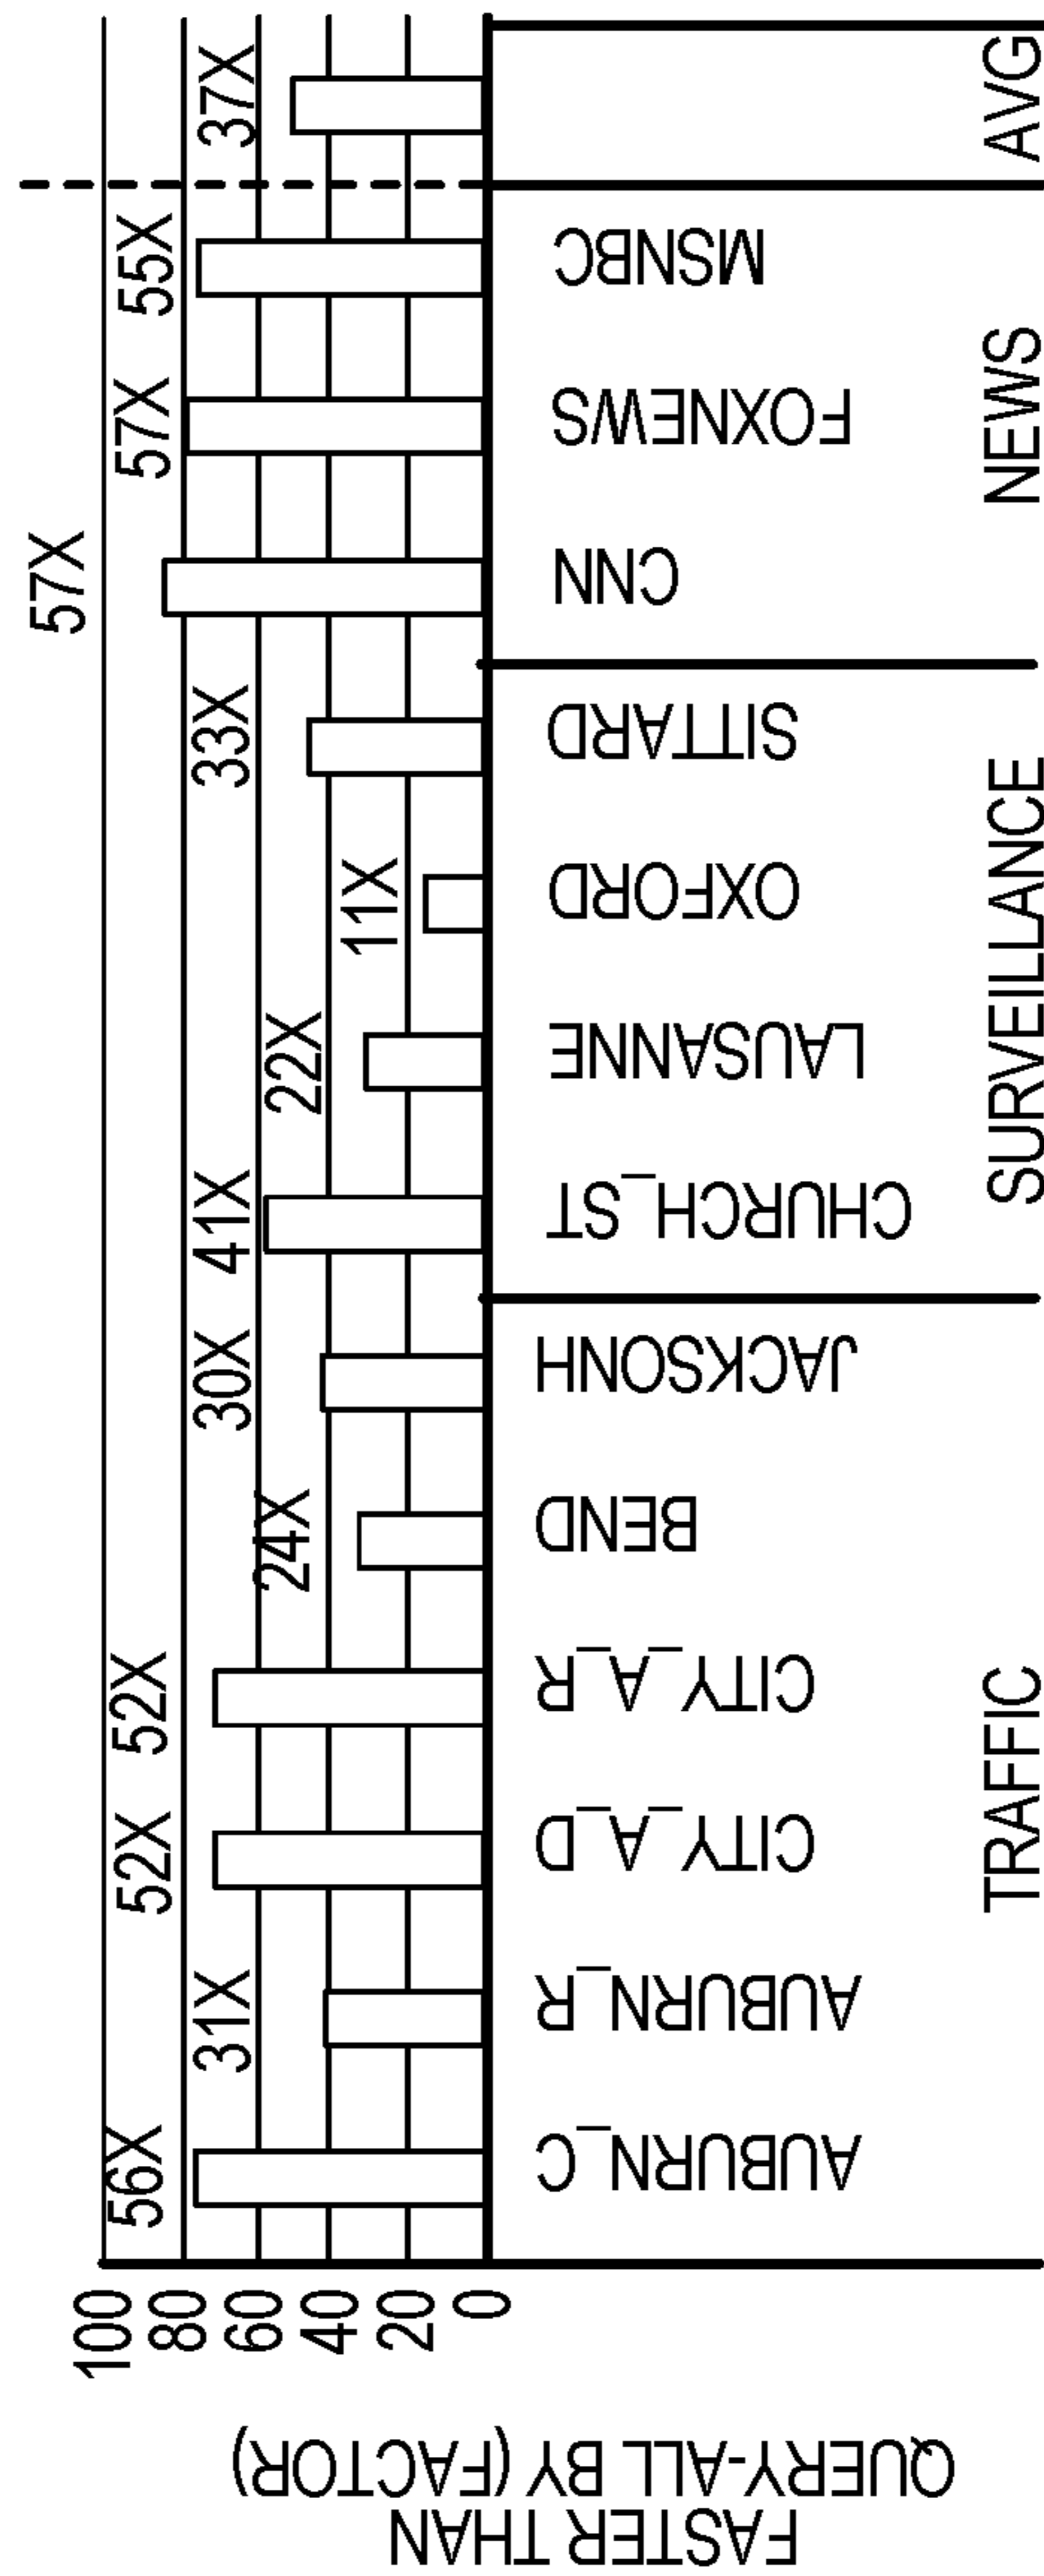 FASTER THAN
QUERY-ALL BY (FACTOR)
100
80
60
40
20
0
56X
31X
52X
52X
24X
30X
41X
22X
11X
33X
57X
57X
55X
37X
AUBURN_C
AUBURN_R
CITY_A_D
CITY_A_R
BEND
JACKSONH
CHURCH_ST
LAUSANNE
OXFORD
SITTARD
CNN
FOXNEWS
MSNBC
TRAFFIC
SURVEILLANCE
NEWS
AVG